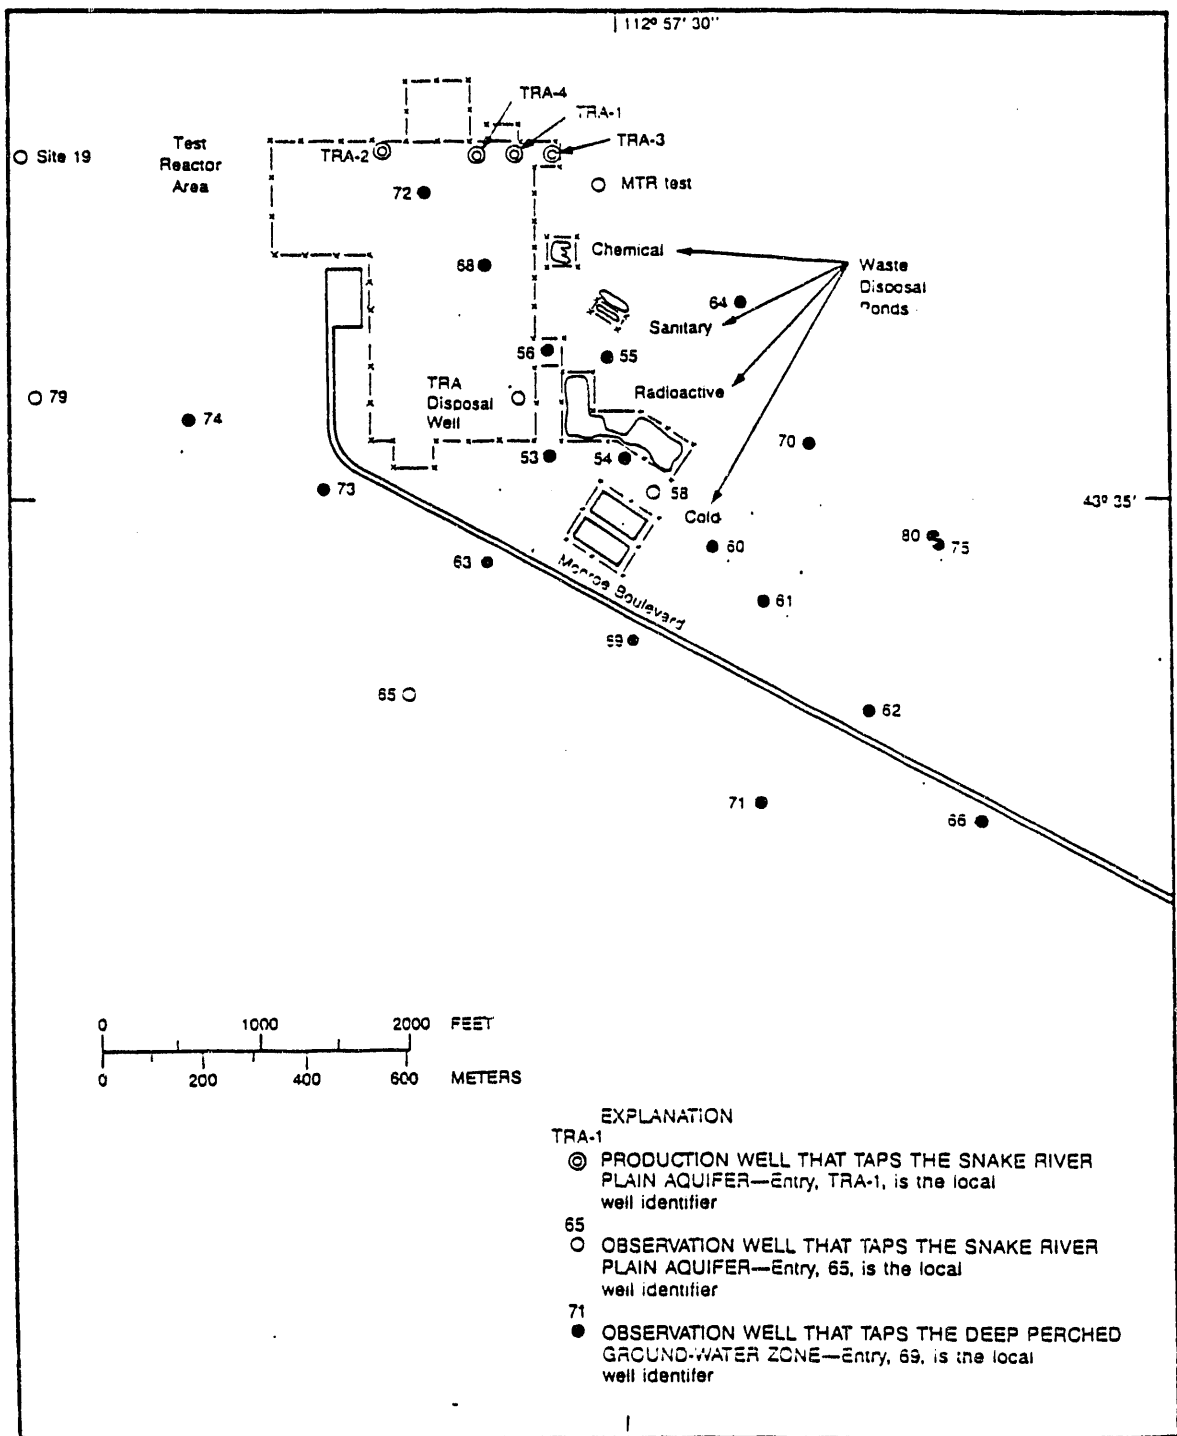 112° 57' 30"
TRA-4
TRA-1
TRA-3
TRA-2
Site 19
Test
Reactor
Area
MTR test
72
Chemical
68
Waste
Disposal
Ponds
64
Sanitary
56
55
TRA
Disposal
Well
Radioactive
79
74
70
53
54
58
73
43° 35'
Cold
60
80
75
63
Monroe Boulevard
61
69
65
62
71
66
0 1000 2000 FEET
0 200 400 600 METERS
EXPLANATION
TRA-1
PRODUCTION WELL THAT TAPS THE SNAKE RIVER
PLAIN AQUIFER—Entry, TRA-1, is the local
well identifier
65
OBSERVATION WELL THAT TAPS THE SNAKE RIVER
PLAIN AQUIFER—Entry, 65, is the local
well identifier
71
OBSERVATION WELL THAT TAPS THE DEEP PERCHED
GROUND-WATER ZONE—Entry, 69, is the local
well identifer